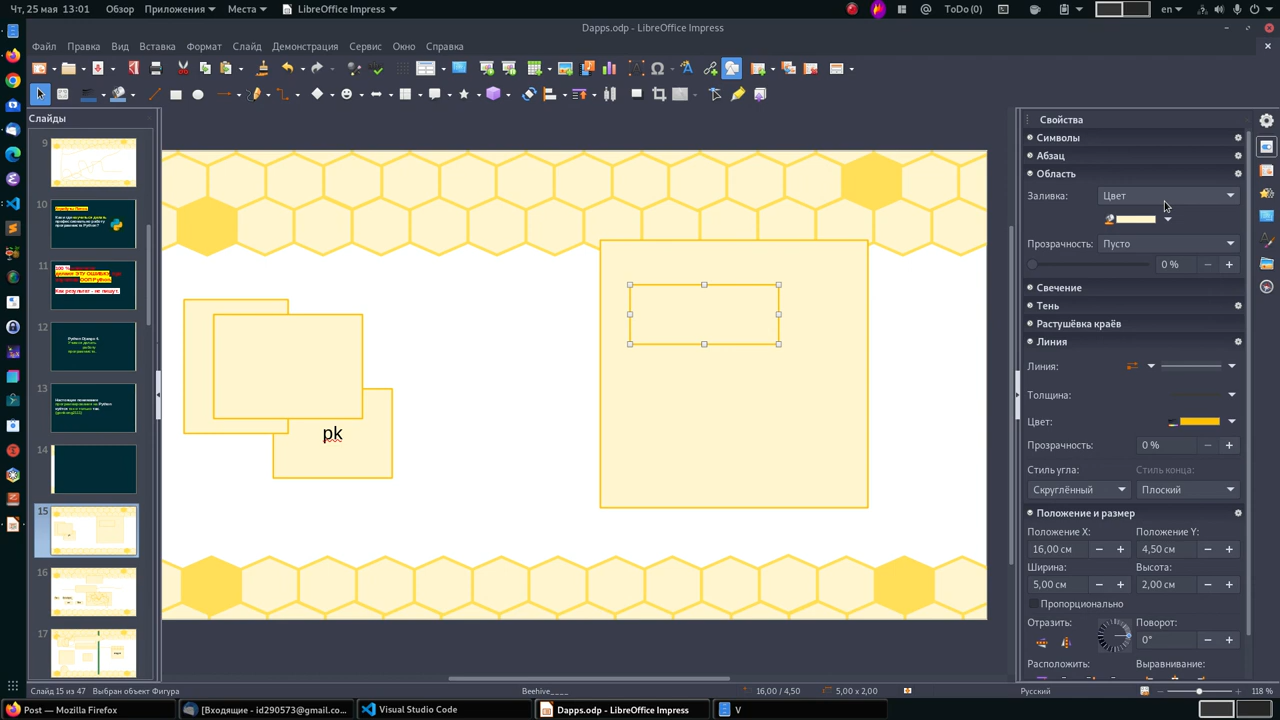 Чт, 25 мая 13:01
Обзор
Приложения
Места
LibreOffice Impress
ToDo (0)
en
Dapps.odp - LibreOffice Impress
Файл Правка Вид Вставка Формат Слайд Демонстрация Сервис Окно Справка
Слайды
9
10
11
12
13
14
15
16
17
pk
Свойства
Символы
Абзац
Область
Заливка:
Цвет
Прозрачность:
Пусто
0 %
Свечение
Тень
Растушёвка краёв
Линия
Линия:
Толщина:
Цвет:
Прозрачность:
0 %
Стиль угла:
Стиль конца:
Скруглённый
Плоский
Положение и размер
Положение X:
Положение Y:
16,00 см
4,50 см
Ширина:
Высота:
5,00 см
2,00 см
Пропорционально
Отразить:
Поворот:
0°
Расположить:
Выравнивание:
Слайд 15 из 47
Выбран объект Фигура
Beehive____
16,00 / 4,50
5,00 x 2,00
Русский
118 %
Post — Mozilla Firefox
[Входящие - id290573@gmail.co...
Visual Studio Code
Dapps.odp - LibreOffice Impress
V